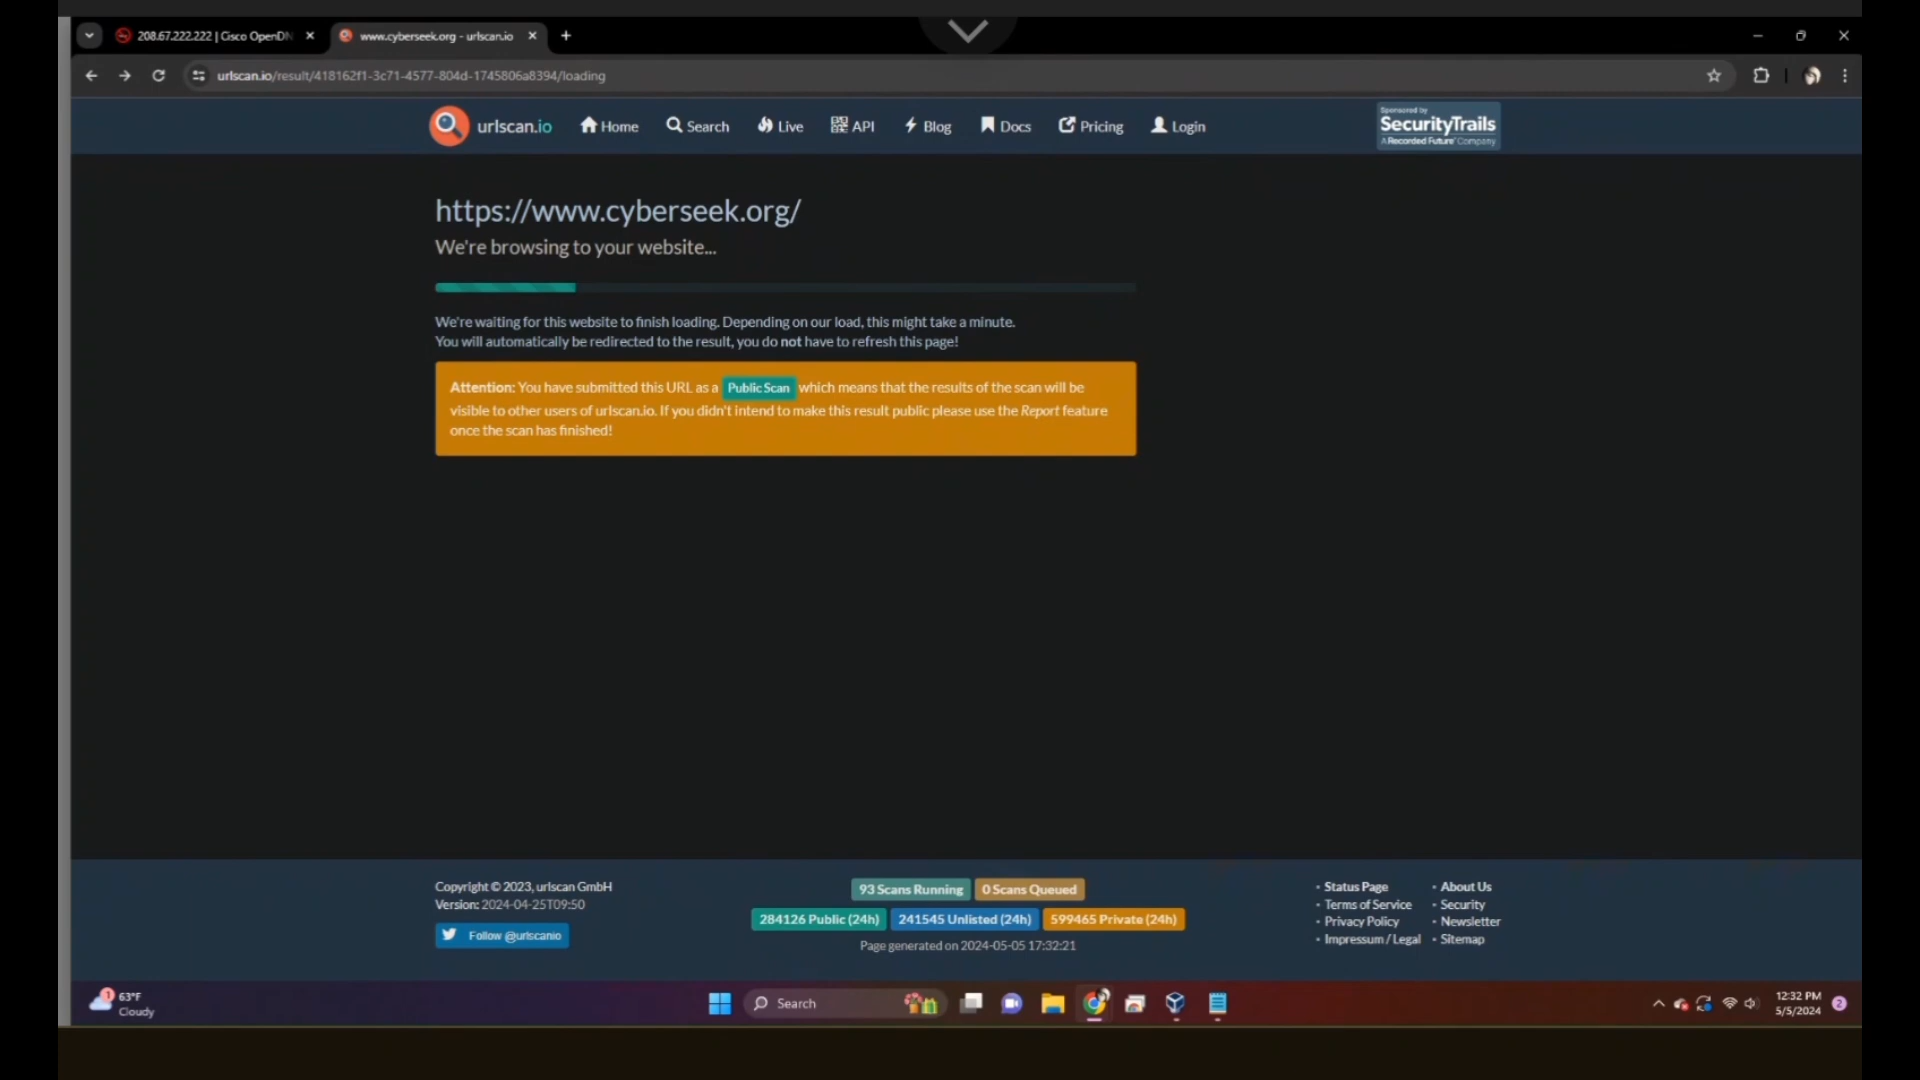 208.67.222.222 | Cisco OpenDN
www.cyberseek.org - urlscan.io
urlscan.io/result/418162f1-3c71-4577-804d-1745806a8394/loading
urlscan.io
Home
Search
Live
API
Blog
Docs
Pricing
Login
Sponsored by
SecurityTrails
A Recorded Future® Company
https://www.cyberseek.org/
We're browsing to your website...
We're waiting for this website to finish loading. Depending on our load, this might take a minute.
You will automatically be redirected to the result, you do not have to refresh this page!
Attention: You have submitted this URL as a Public Scan which means that the results of the scan will be
visible to other users of urlscan.io. If you didn't intend to make this result public please use the Report feature
once the scan has finished!
Copyright © 2023, urlscan GmbH
Version: 2024-04-25T09:50
Follow @urlscanio
93 Scans Running
0 Scans Queued
284126 Public (24h)
241545 Unlisted (24h)
599465 Private (24h)
Page generated on 2024-05-05 17:32:21
Status Page
Terms of Service
Privacy Policy
Impressum / Legal
About Us
Security
Newsletter
Sitemap
1
63°F
Cloudy
Search
12:32 PM
5/5/2024
2